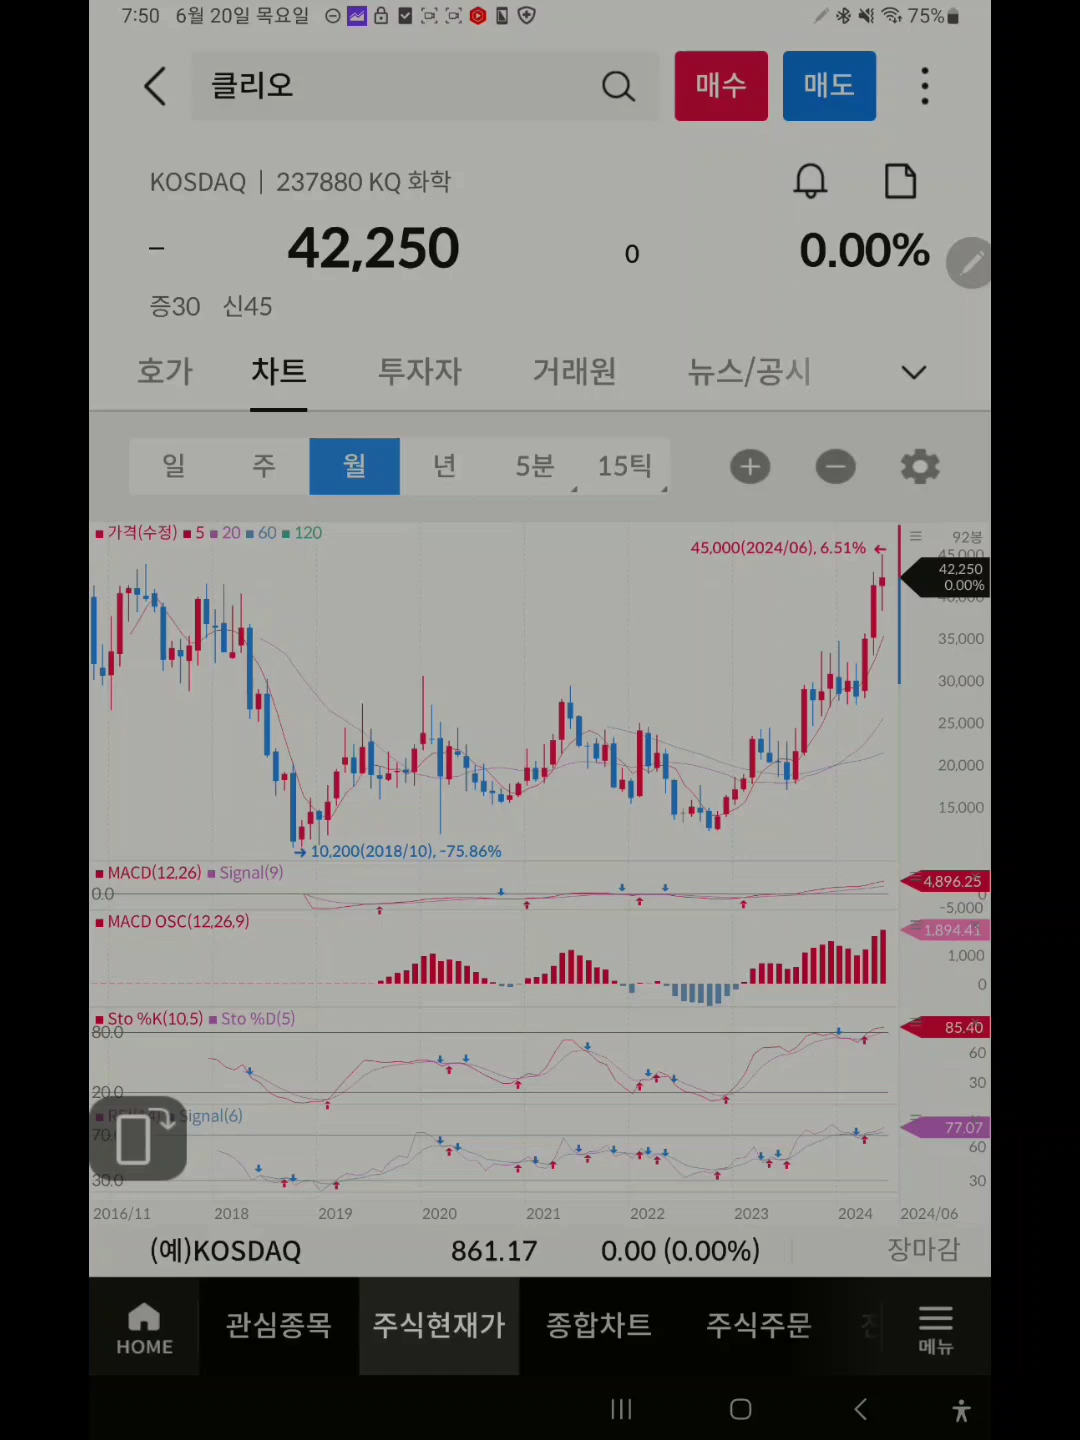 7:50 6월 20일 목요일
75%
클리오
매수
매도
KOSDAQ | 237880 KQ 화학
– 42,250 0 0.00%
증30 신45
호가 차트 투자자 거래원 뉴스/공시
일 주 월 년 5분 15틱
가격(수정) 5 20 60 120
92봉
45,000(2024/06), 6.51%
45,000
42,250
0.00%
40,000
35,000
30,000
25,000
20,000
15,000
10,200(2018/10), -75.86%
MACD(12,26) Signal(9)
4,896.25
0.0
0
-5,000
MACD OSC(12,26,9)
1,894.41
1,000
0
Sto %K(10,5) Sto %D(5)
80.0
85.40
60
30
20.0
Signal(6)
70.0
77.07
60
30.0
30
2016/11 2018 2019 2020 2021 2022 2023 2024 2024/06
(예)KOSDAQ 861.17 0.00 (0.00%) 장마감
HOME 관심종목 주식현재가 종합차트 주식주문 메뉴